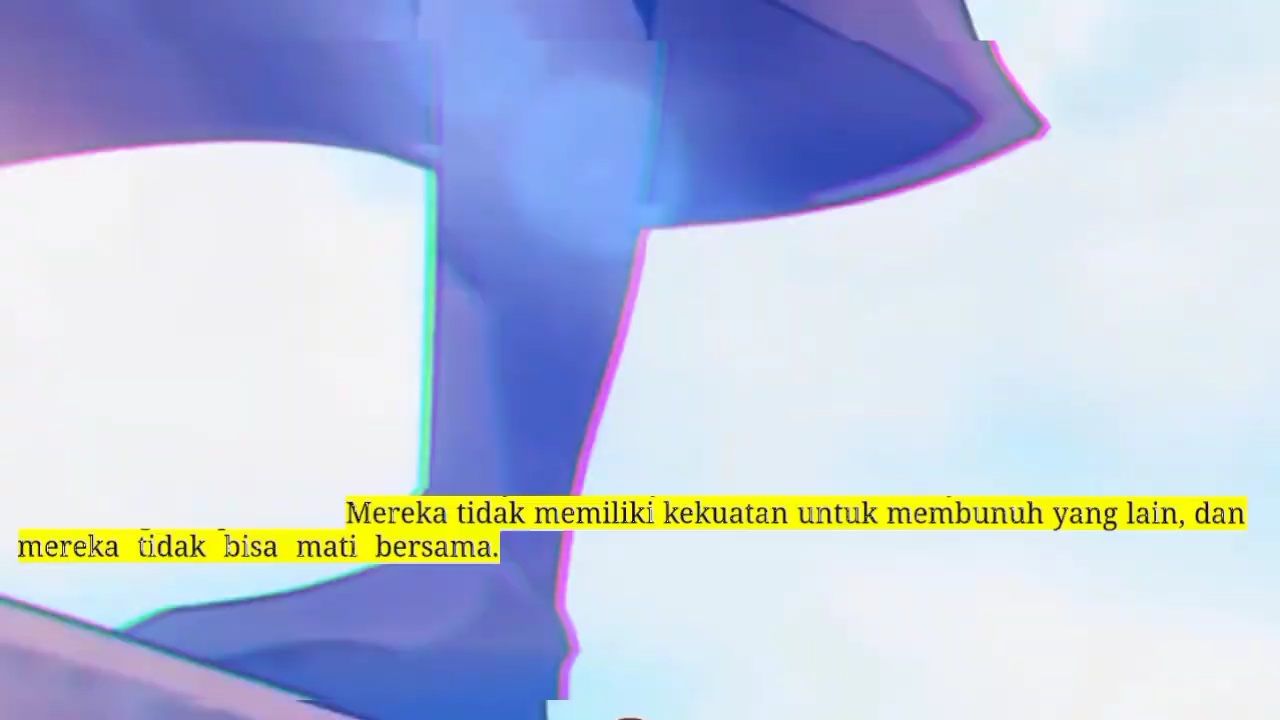 Mereka tidak memiliki kekuatan untuk membunuh yang lain, dan
mereka tidak bisa mati bersama.